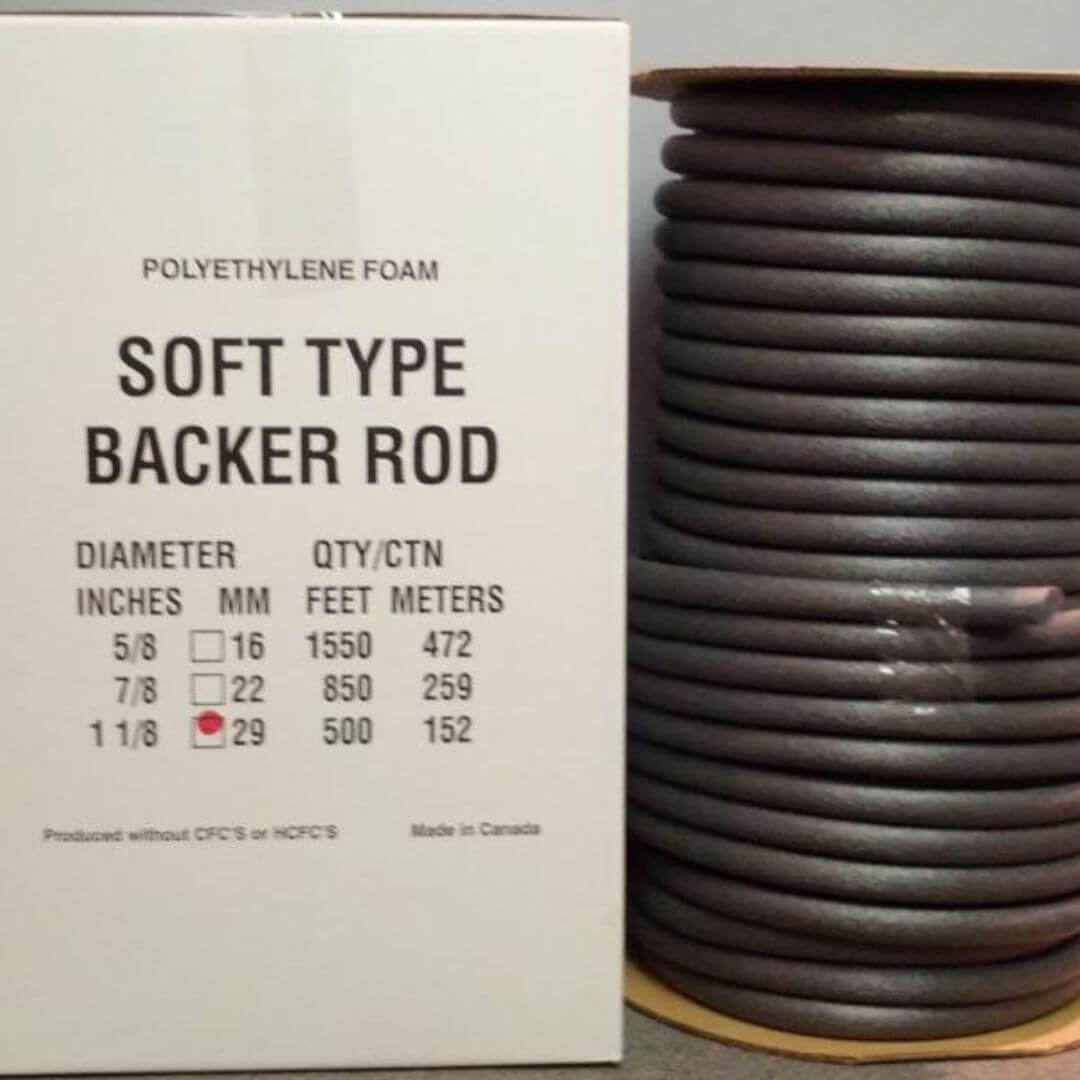 POLYETHYLENE FOAM
SOFT TYPE
BACKER ROD
DIAMETER QTY/CTN
INCHES MM FEET METERS
5/8 16 1550 472
7/8 22 850 259
1 1/8 29 500 152
Produced without CFC'S or HCFC'S Made in Canada